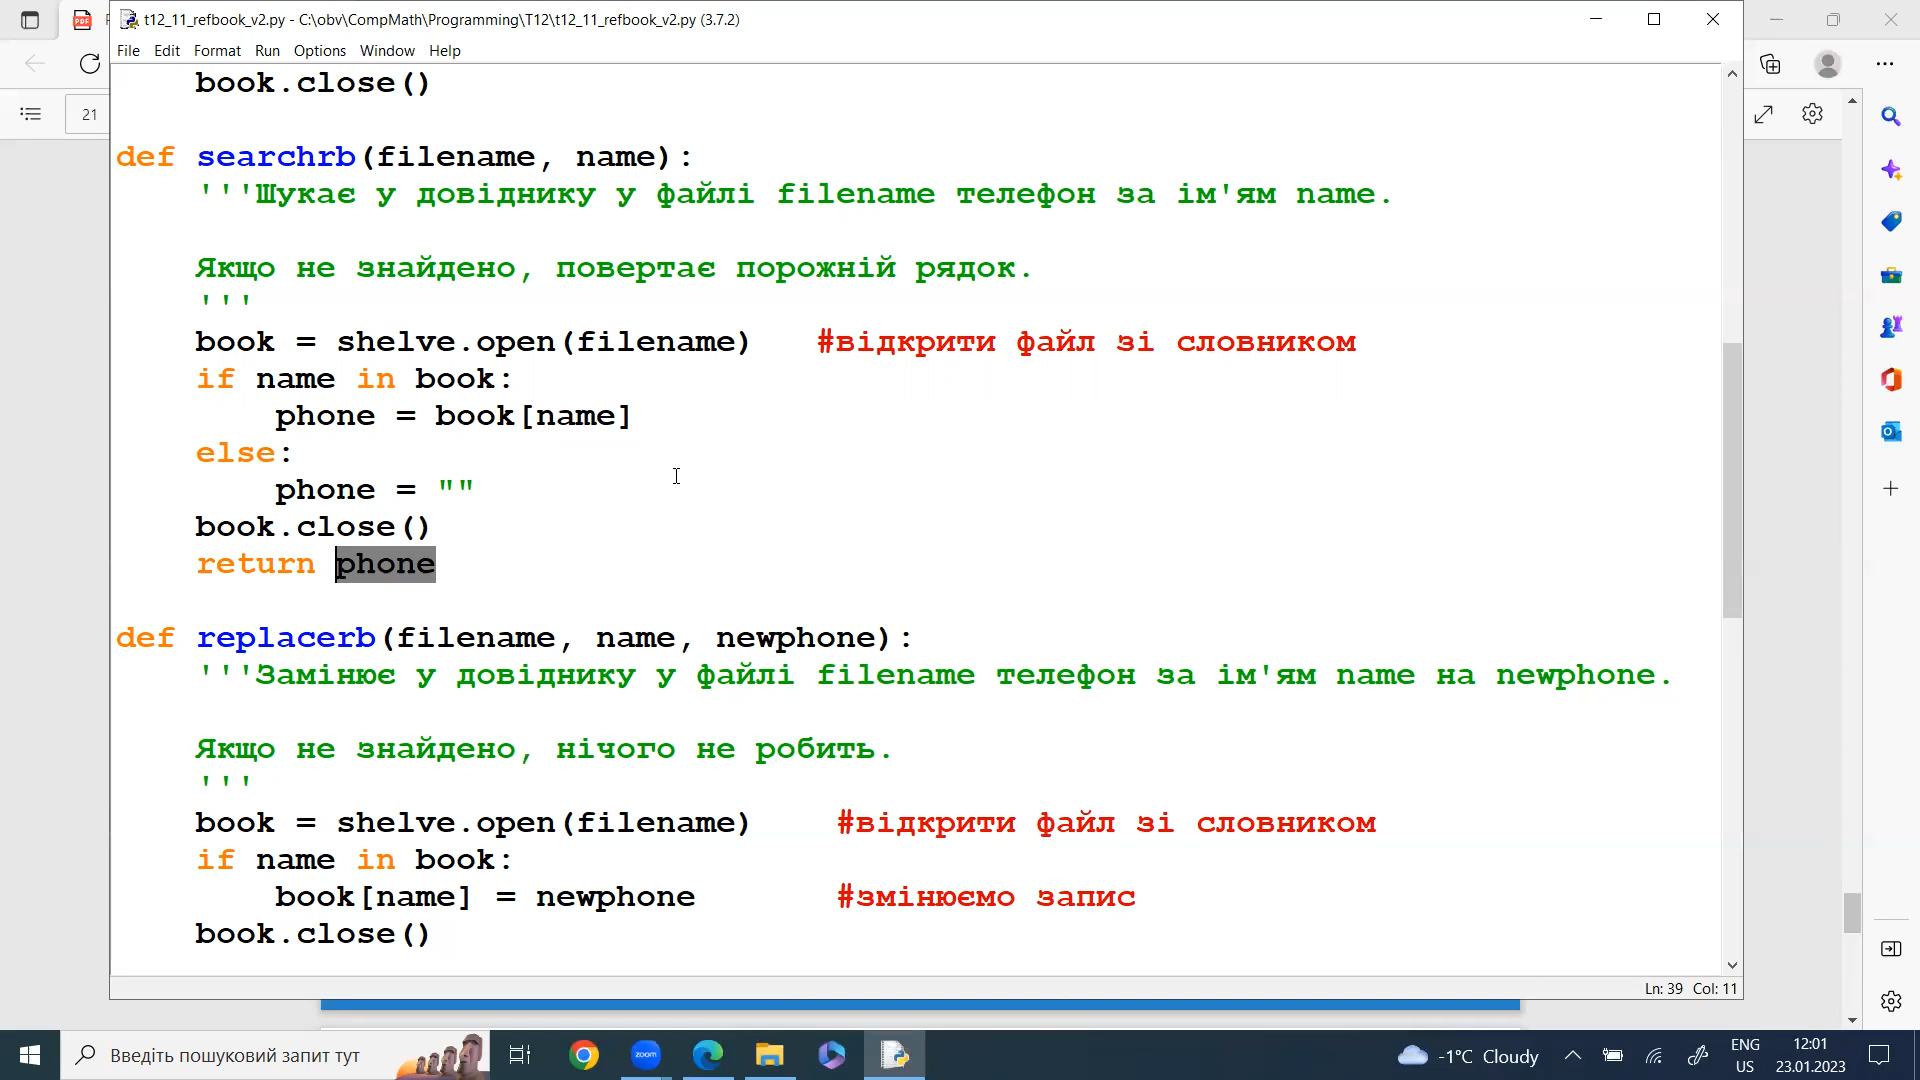 t12_11_refbook_v2.py - C:\obv\CompMath\Programming\T12\t12_11_refbook_v2.py (3.7.2)
File Edit Format Run Options Window Help
21
book.close()
def searchrb(filename, name):
'''Шукає у довіднику у файлі filename телефон за ім'ям name.
Якщо не знайдено, повертає порожній рядок.
'''
book = shelve.open(filename) #відкрити файл зі словником
if name in book:
phone = book[name]
else:
phone = ""
book.close()
return phone
def replacerb(filename, name, newphone):
'''Замінює у довіднику у файлі filename телефон за ім'ям name на newphone.
Якщо не знайдено, нічого не робить.
'''
book = shelve.open(filename) #відкрити файл зі словником
if name in book:
book[name] = newphone #змінюємо запис
book.close()
Ln: 39 Col: 11
Введіть пошуковий запит тут
zoom
-1°C Cloudy
ENG
US
12:01
23.01.2023